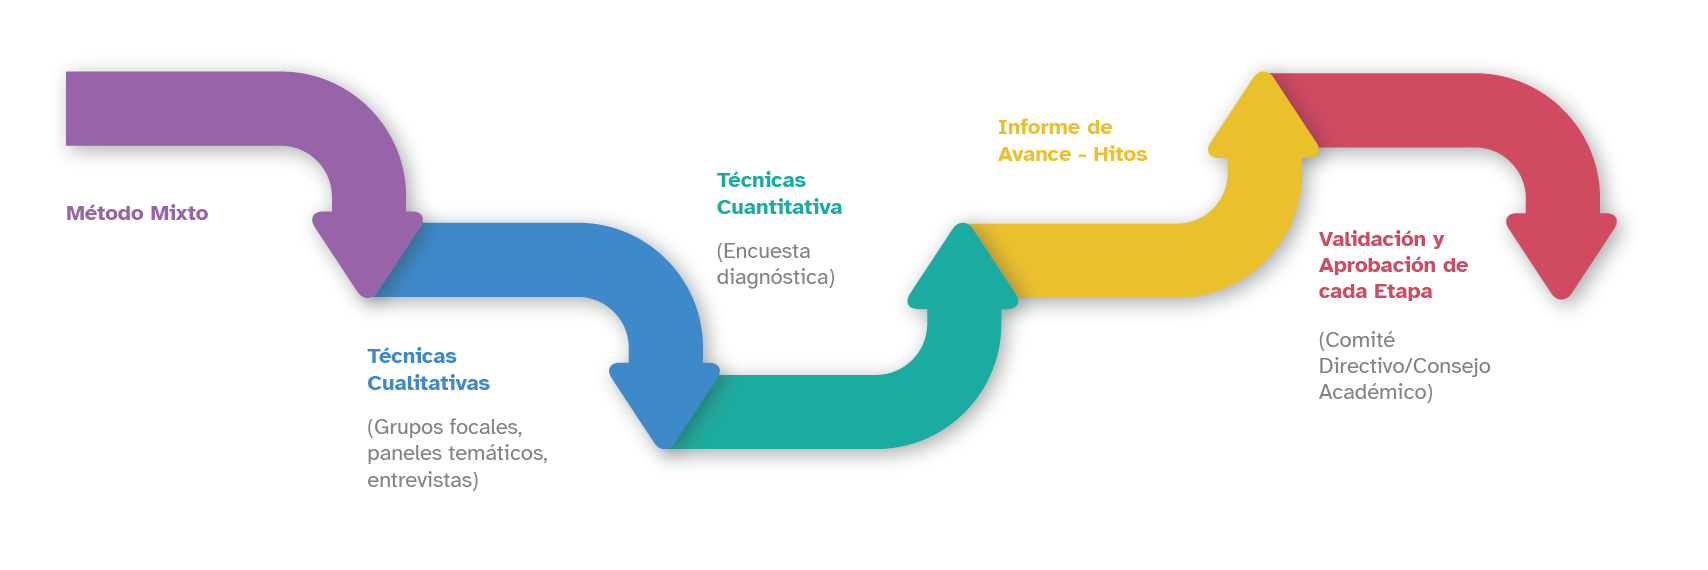 Método Mixto
Técnicas
Cualitativas
(Grupos focales,
paneles temáticos,
entrevistas)
Técnicas
Cuantitativa
(Encuesta
diagnóstica)
Informe de
Avance - Hitos
Validación y
Aprobación de
cada Etapa
(Comité
Directivo/Consejo
Académico)